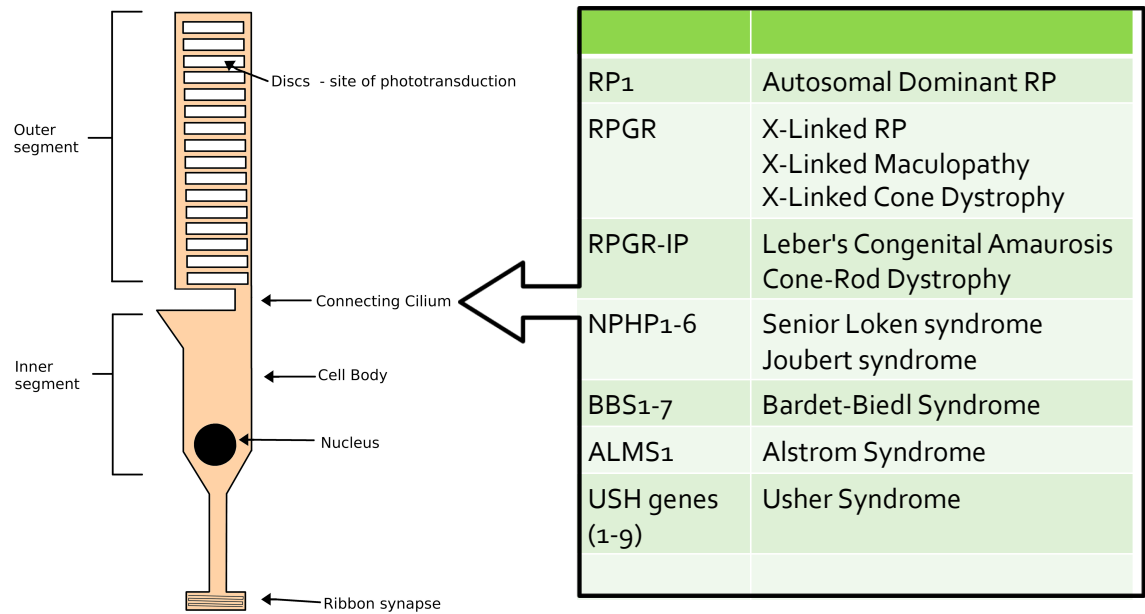 Outer
segment
Discs - site of phototransduction
Connecting Cilium
Inner
segment
Cell Body
Nucleus
Ribbon synapse
RP1 Autosomal Dominant RP
RPGR X-Linked RP
X-Linked Maculopathy
X-Linked Cone Dystrophy
RPGR-IP Leber's Congenital Amaurosis
Cone-Rod Dystrophy
NPHP1-6 Senior Loken syndrome
Joubert syndrome
BBS1-7 Bardet-Biedl Syndrome
ALMS1 Alstrom Syndrome
USH genes Usher Syndrome
(1-9)